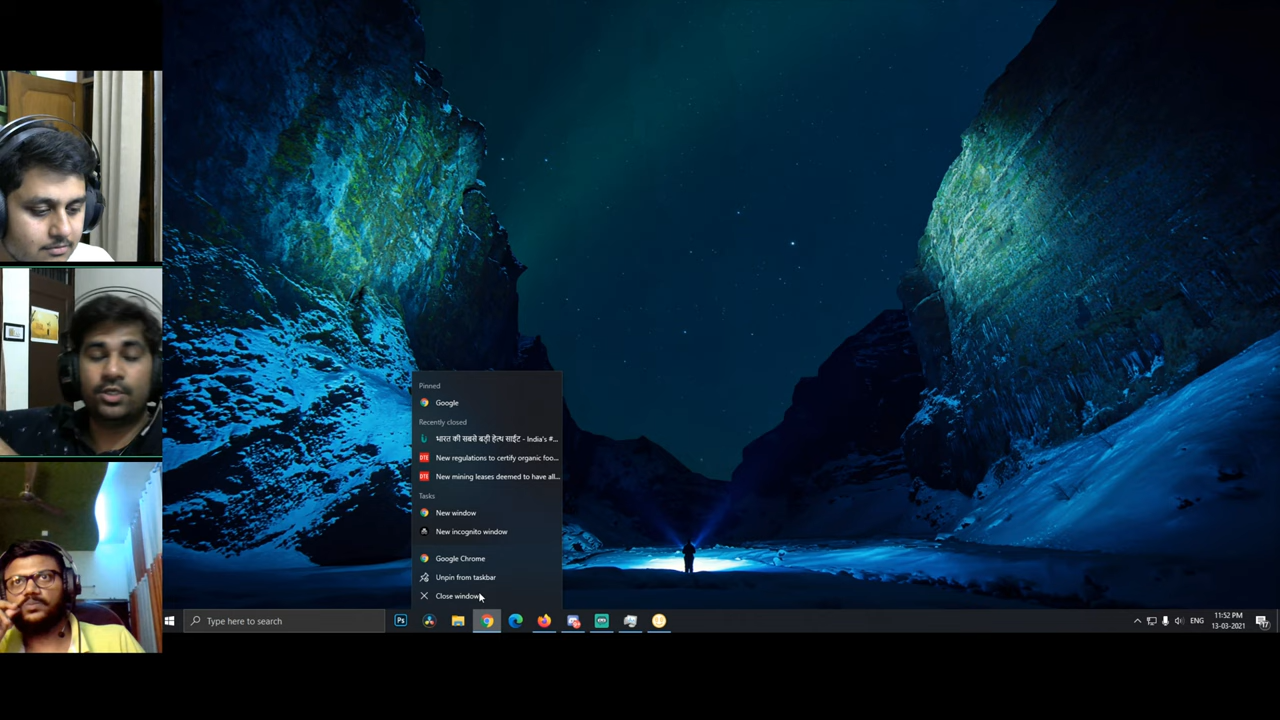 Pinned
Google
Recently closed
भारत की सबसे बड़ी हेल्थ साईट - India's #...
New regulations to certify organic foo...
New mining leases deemed to have all...
Tasks
New window
New incognito window
Google Chrome
Unpin from taskbar
Close window
Type here to search
Ps
ENG
11:52 PM
13-03-2021